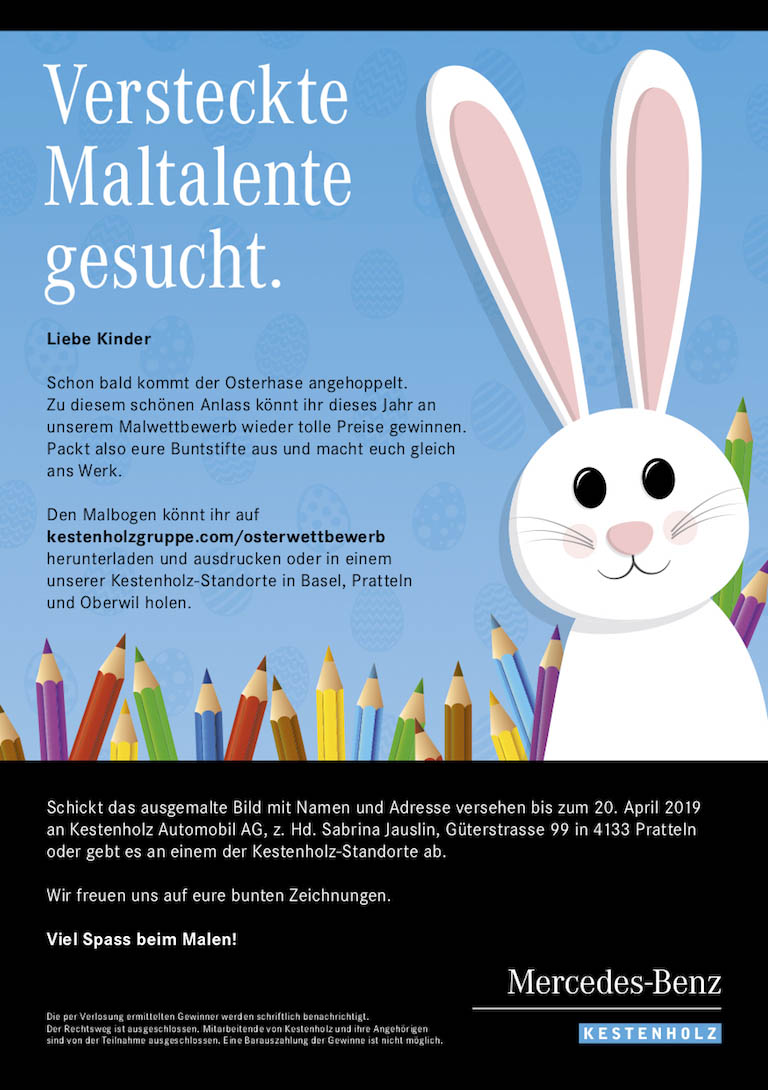 Versteckte
Maltalente
gesucht.
Liebe Kinder
Schon bald kommt der Osterhase angehoppelt.
Zu diesem schönen Anlass könnt ihr dieses Jahr an
unserem Malwettbewerb wieder tolle Preise gewinnen.
Packt also eure Buntstifte aus und macht euch gleich
ans Werk.
Den Malbogen könnt ihr auf
kestenholzgruppe.com/osterwettbewerb
herunterladen und ausdrucken oder in einem
unserer Kestenholz-Standorte in Basel, Pratteln
und Oberwil holen.
Schickt das ausgemalte Bild mit Namen und Adresse versehen bis zum 20. April 2019
an Kestenholz Automobil AG, z. Hd. Sabrina Jauslin, Güterstrasse 99 in 4133 Pratteln
oder gebt es an einem der Kestenholz-Standorte ab.
Wir freuen uns auf eure bunten Zeichnungen.
Viel Spass beim Malen!
Mercedes-Benz
KESTENHOLZ
Die per Verlosung ermittelten Gewinner werden schriftlich benachrichtigt.
Der Rechtsweg ist ausgeschlossen. Mitarbeitende von Kestenholz und ihre Angehörigen
sind von der Teilnahme ausgeschlossen. Eine Barauszahlung der Gewinne ist nicht möglich.